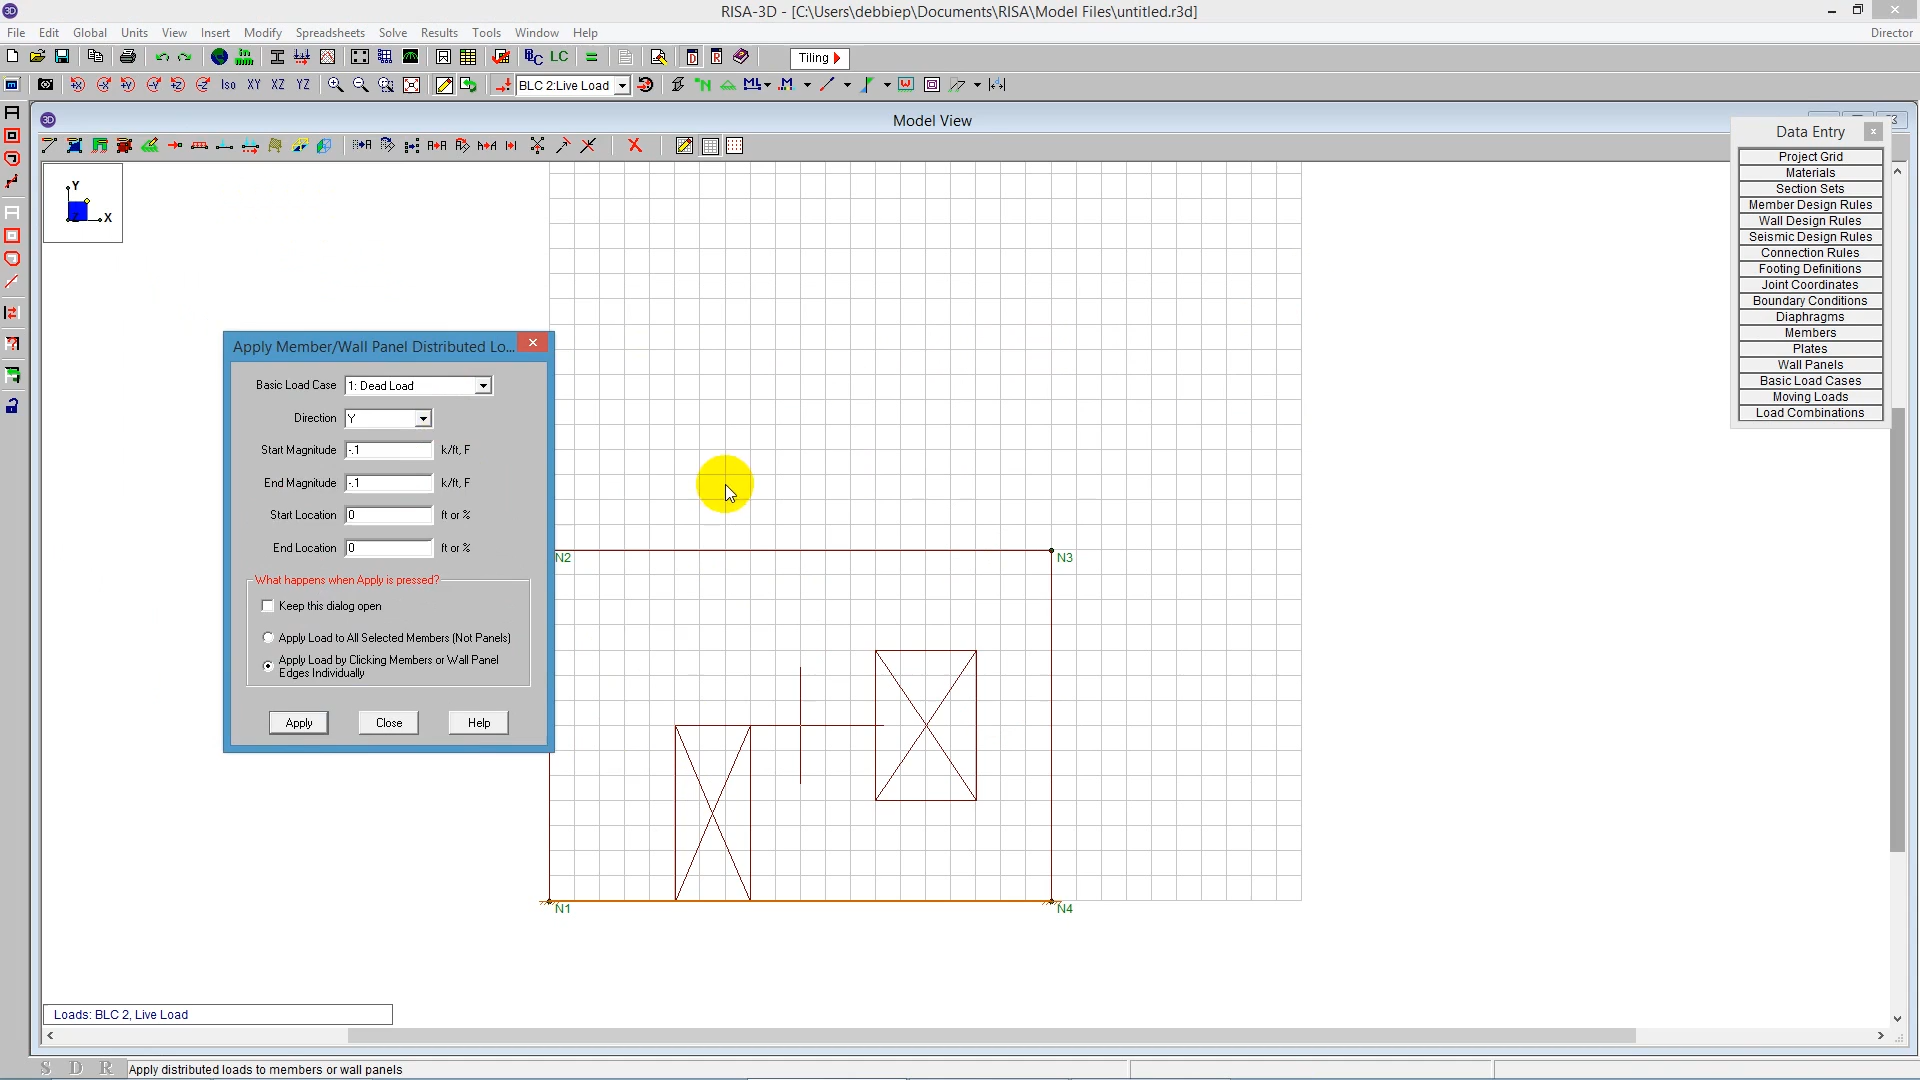 RISA-3D - [C:\Users\debbiep\Documents\RISA\Model Files\untitled.r3d]
File Edit Global Units View Insert Modify Spreadsheets Solve Results Tools Window Help Director
LC Tiling
Iso XY XZ YZ BLC 2:Live Load
3D Model View
Data Entry
Project Grid
Materials
Section Sets
Member Design Rules
Wall Design Rules
Seismic Design Rules
Connection Rules
Footing Definitions
Joint Coordinates
Boundary Conditions
Diaphragms
Members
Plates
Wall Panels
Basic Load Cases
Moving Loads
Load Combinations
Y
X
Apply Member/Wall Panel Distributed Lo...
Basic Load Case 1: Dead Load
Direction Y
Start Magnitude -.1 k/ft, F
End Magnitude -.1 k/ft, F
Start Location 0 ft or %
End Location 0 ft or %
What happens when Apply is pressed?
Keep this dialog open
Apply Load to All Selected Members (Not Panels)
Apply Load by Clicking Members or Wall Panel
Edges Individually
Apply Close Help
N2
N3
N1
N4
Loads: BLC 2, Live Load
S D R Apply distributed loads to members or wall panels